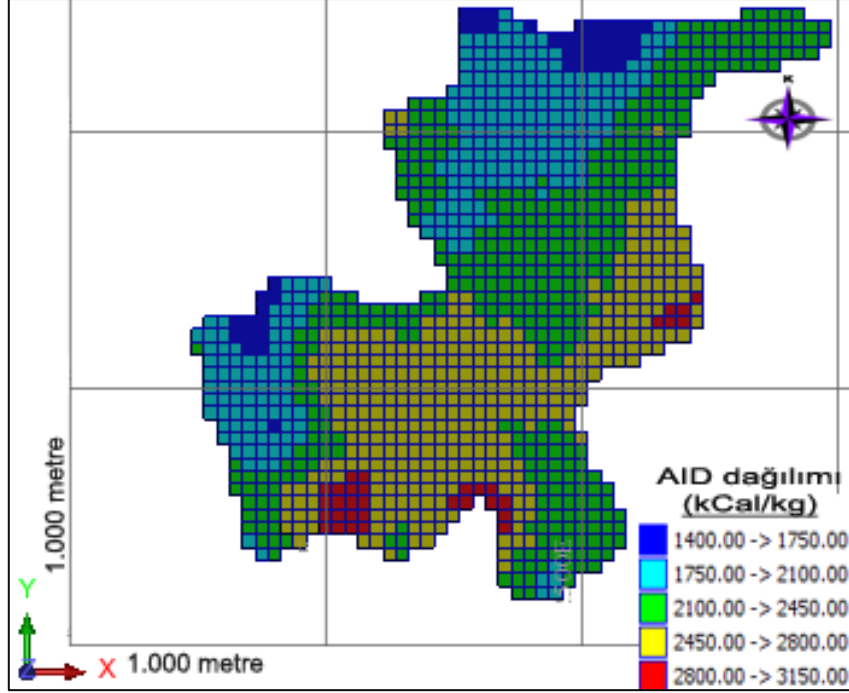 K
AID dağılımı
(kCal/kg)
1400.00 -> 1750.00
1750.00 -> 2100.00
2100.00 -> 2450.00
2450.00 -> 2800.00
2800.00 -> 3150.00
1.000 metre
Y
Z
X
1.000 metre